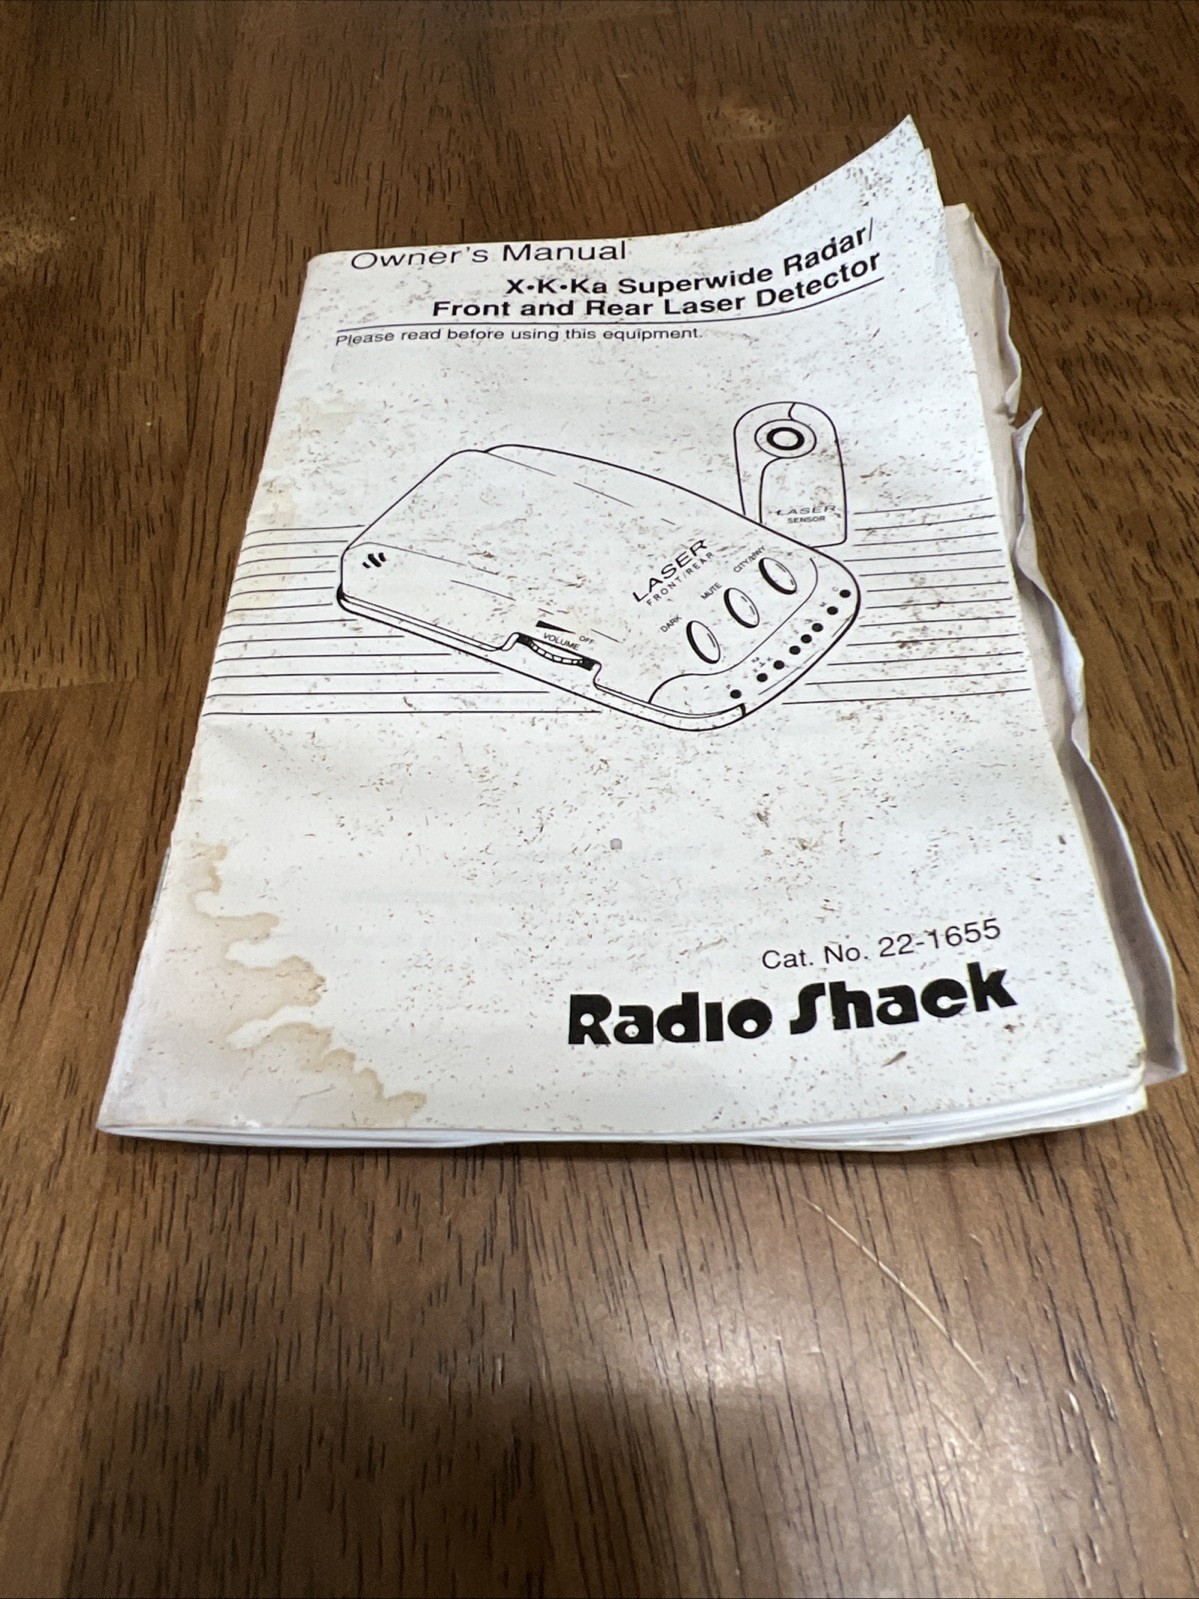 Owner's Manual
X•K•Ka Superwide Radar/
Front and Rear Laser Detector
Please read before using this equipment.
LASER
SENSOR
LASER
FRONT/REAR
CITY/HWY
MUTE
DARK
OFF
VOLUME
Cat. No. 22-1655
Radio Shack